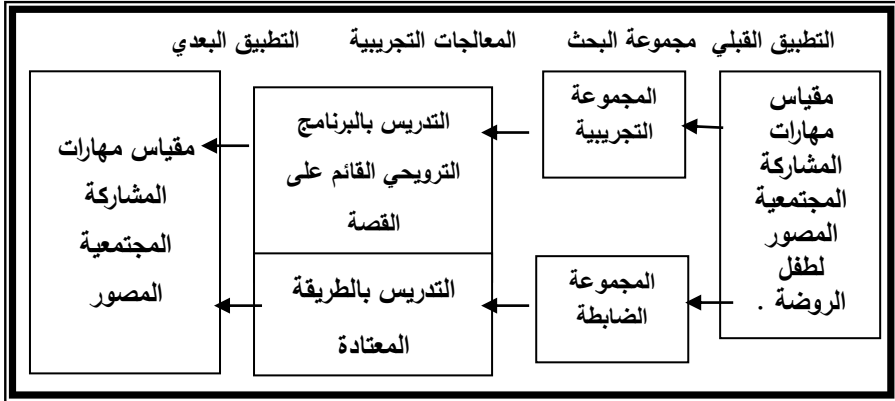 التطبيق القبلي مجموعة البحث المعالجات التجريبية التطبيق البعدي
مقياس
مهارات
المشاركة
المجتمعية
المصور
لطفل
الروضة .
المجموعة
التجريبية
المجموعة
الضابطة
التدريس بالبرنامج
الترويحي القائم على
القصة
التدريس بالطريقة
المعتادة
مقياس مهارات
المشاركة
المجتمعية
المصور